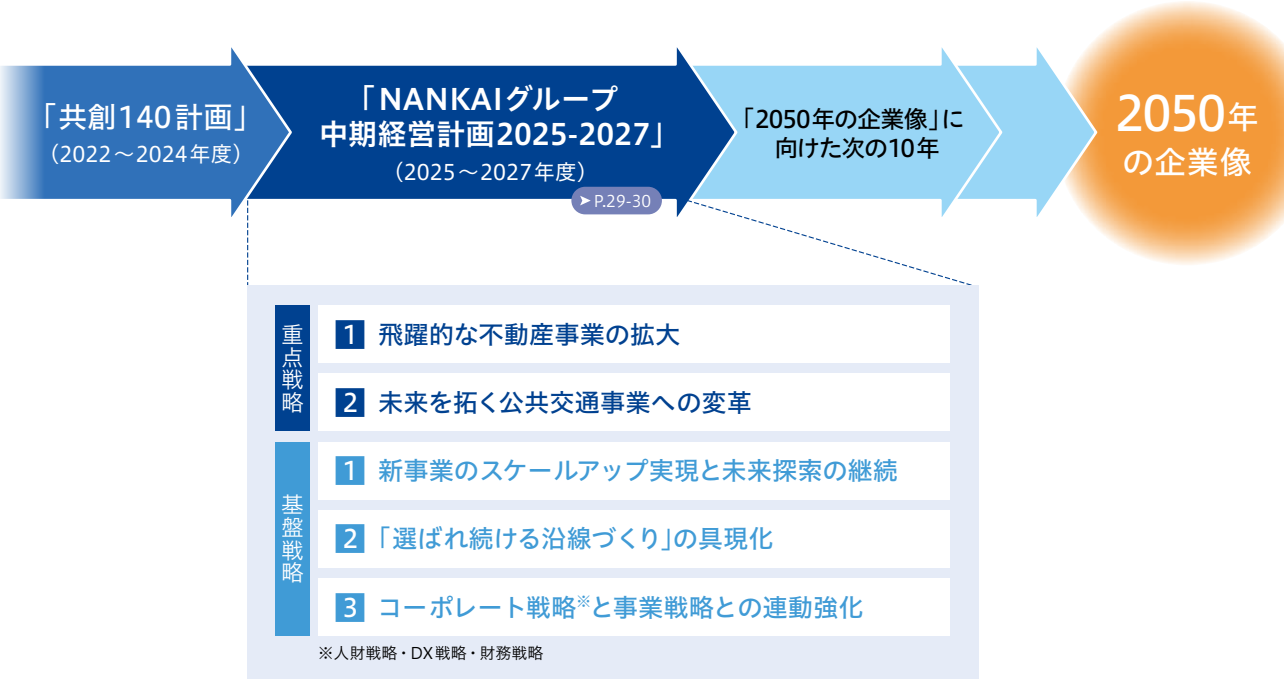 「共創140計画」
（2022～2024年度）
「NANKAIグループ
中期経営計画2025-2027」
（2025～2027年度）
➤ P.29-30
「2050年の企業像」に
向けた次の10年
2050年
の企業像
重点戦略
1 飛躍的な不動産事業の拡大
2 未来を拓く公共交通事業への変革
基盤戦略
1 新事業のスケールアップ実現と未来探索の継続
2 「選ばれ続ける沿線づくり」の具現化
3 コーポレート戦略※と事業戦略との連動強化
※人財戦略・DX戦略・財務戦略